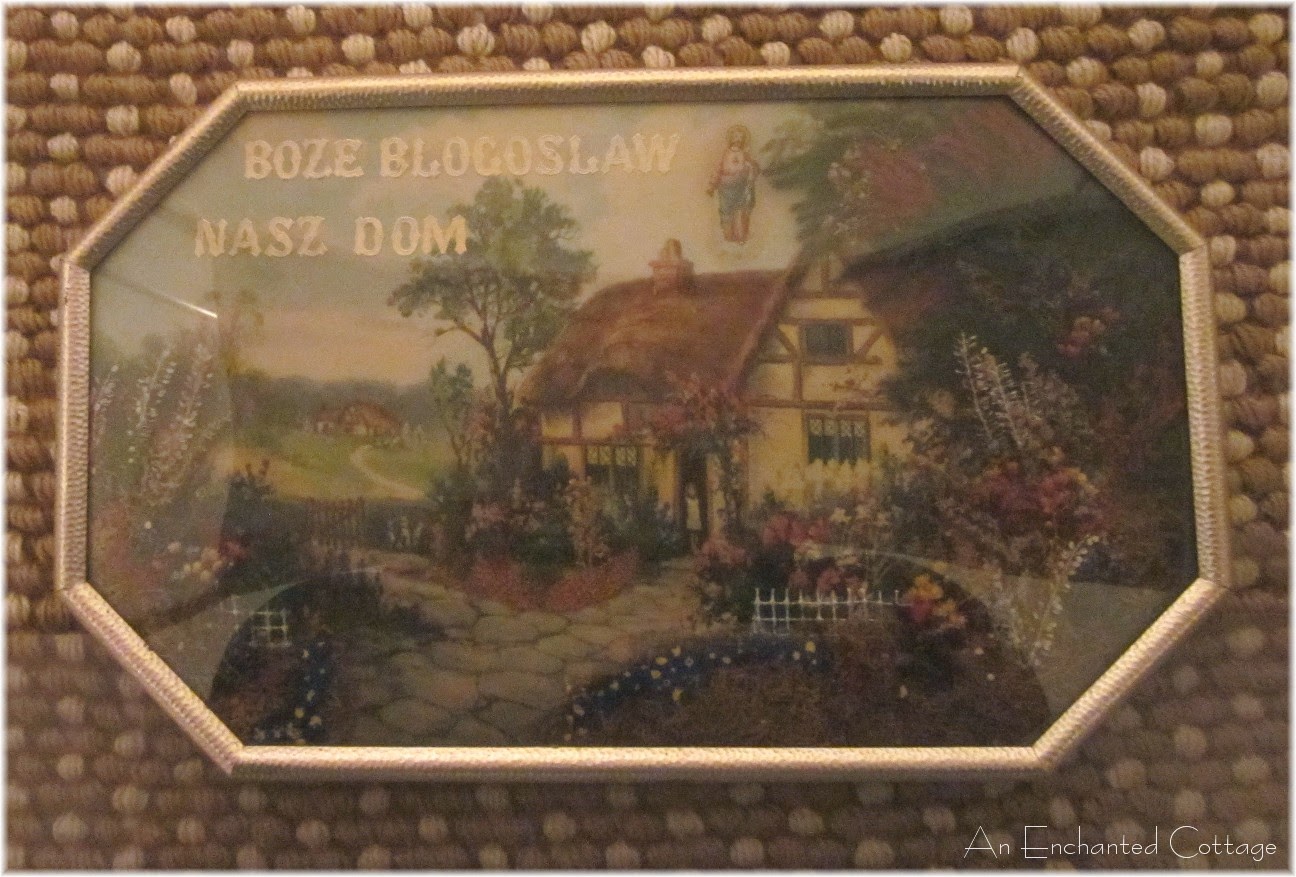 BOZE BLOGOSLAW
NASZ DOM
An Enchanted Cottage